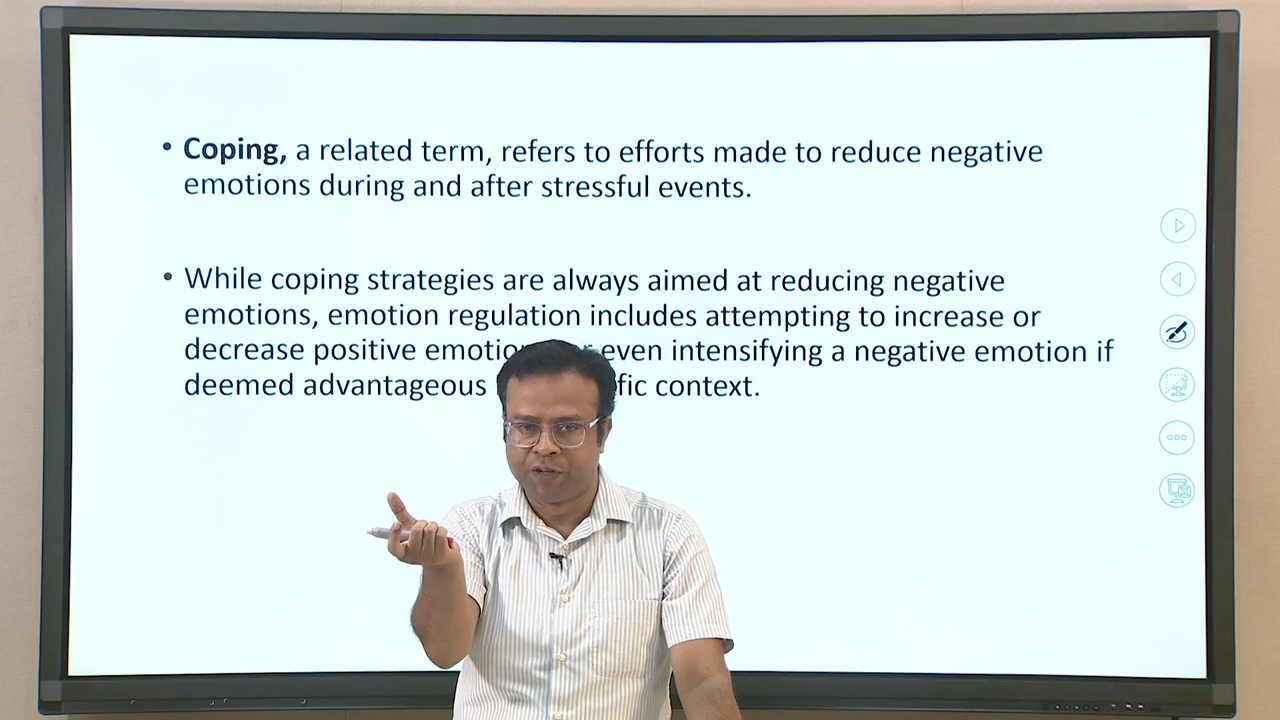 • Coping, a related term, refers to efforts made to reduce negative
emotions during and after stressful events.
• While coping strategies are always aimed at reducing negative
emotions, emotion regulation includes attempting to increase or
decrease positive even intensifying a negative emotion if
deemed advantageous context.